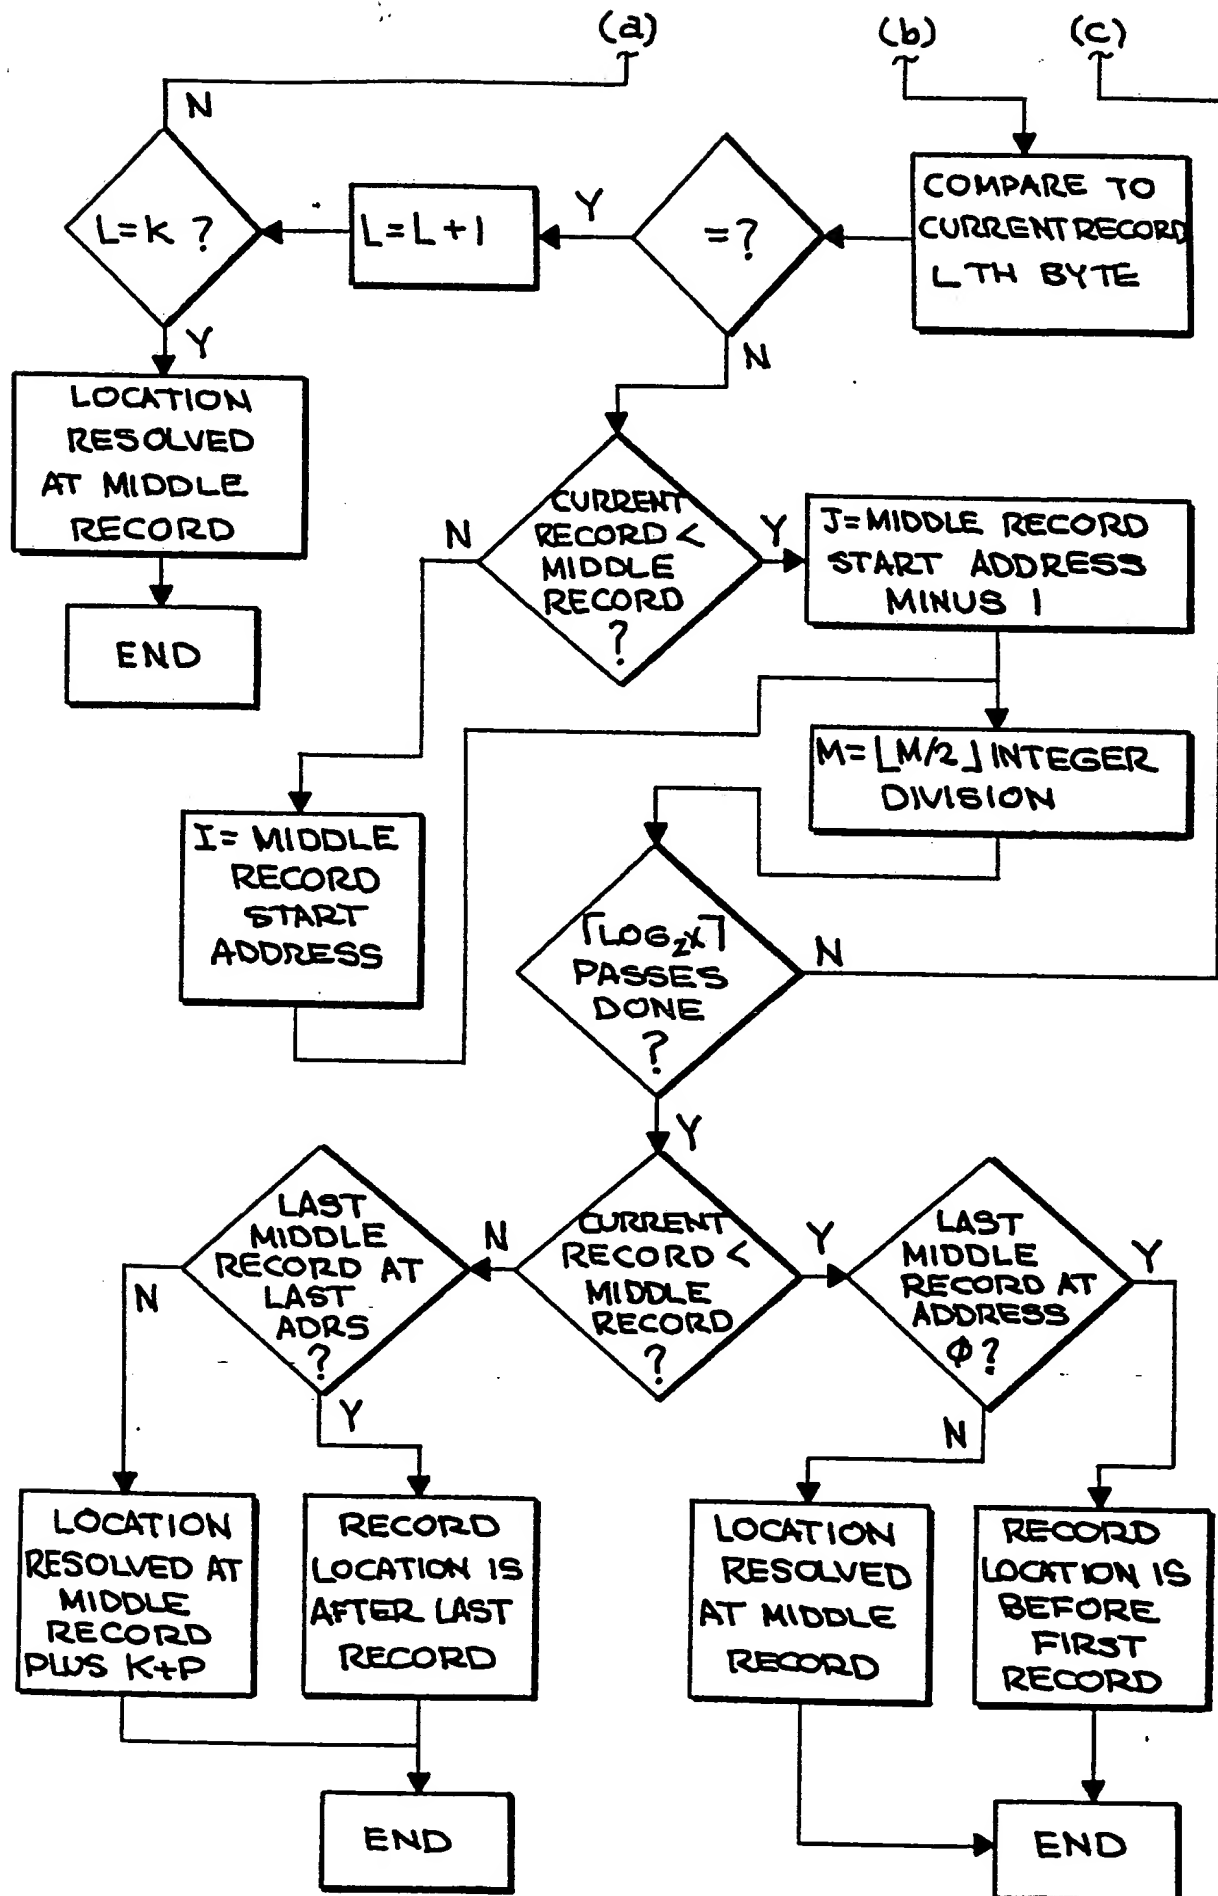 (a)
(b)
(c)
N
L=K ?
L=L+1
Y
=?
COMPARE TO
CURRENT RECORD
L TH BYTE
Y
N
LOCATION
RESOLVED
AT MIDDLE
RECORD
END
N
CURRENT
RECORD <
MIDDLE
RECORD
?
Y
J=MIDDLE RECORD
START ADDRESS
MINUS 1
M=⌊M/2⌋ INTEGER
DIVISION
I= MIDDLE
RECORD
START
ADDRESS
⌈LOG₂X⌉
PASSES
DONE
?
N
Y
LAST
MIDDLE
RECORD AT
LAST
ADRS
?
N
Y
N
CURRENT
RECORD <
MIDDLE
RECORD
?
Y
LAST
MIDDLE
RECORD AT
ADDRESS
Ø?
Y
N
LOCATION
RESOLVED AT
MIDDLE
RECORD
PLUS K+P
RECORD
LOCATION IS
AFTER LAST
RECORD
LOCATION
RESOLVED
AT MIDDLE
RECORD
RECORD
LOCATION IS
BEFORE
FIRST
RECORD
END
END